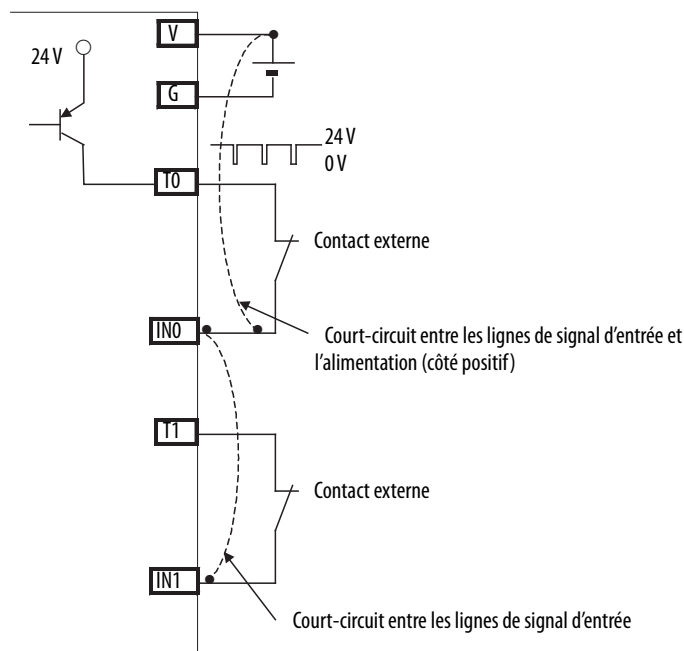 V
24 V
G
24 V
0 V
T0
Contact externe
IN0
Court-circuit entre les lignes de signal d'entrée et
l'alimentation (côté positif)
T1
Contact externe
IN1
Court-circuit entre les lignes de signal d'entrée